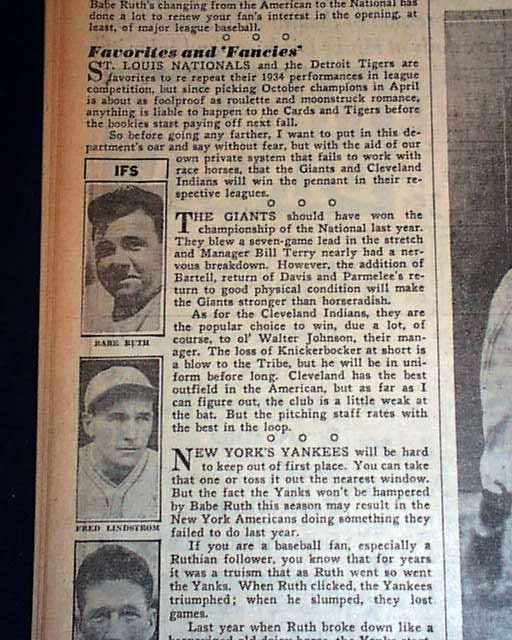 Babe Ruth's changing from the American to the National has
done a lot to renew your fan's interest in the opening, at
least, of major league baseball.
o o o
Favorites and 'Fancies'
ST. LOUIS NATIONALS and the Detroit Tigers are
favorites to re repeat their 1934 performances in league
competition, but since picking October champions in April
is about as foolproof as roulette and moonstruck romance,
anything is liable to happen to the Cards and Tigers before
the bookies start paying off next fall.
So before going any farther, I want to put in this de-
partment's oar and say without fear, but with the aid of our
own private system that fails to work with
race horses, that the Giants and Cleveland
Indians will win the pennant in their re-
spective leagues.
o o o
THE GIANTS should have won the
championship of the National last year.
They blew a seven-game lead in the stretch
and Manager Bill Terry nearly had a ner-
vous breakdown. However, the addition of
Bartell, return of Davis and Parmelee's re-
turn to good physical condition will make
the Giants stronger than horseradish.
As for the Cleveland Indians, they are
the popular choice to win, due a lot, of
course, to ol' Walter Johnson, their man-
ager. The loss of Knickerbocker at short is
a blow to the Tribe, but he will be in uni-
form before long. Cleveland has the best
outfield in the American, but as far as I
can figure out, the club is a little weak at
the bat. But the pitching staff rates with
the best in the loop.
o o o
NEW YORK'S YANKEES will be hard
to keep out of first place. You can take
that one or toss it out the nearest window.
But the fact the Yanks won't be hampered
by Babe Ruth this season may result in the
New York Americans doing something they
failed to do last year.
If you are a baseball fan, especially a
Ruthian follower, you know that for years
it was a truism that as Ruth went so went
the Yanks. When Ruth clicked, the Yankees
triumphed; when he slumped, they lost
games.
Last year when Ruth broke down like a
IFS
BABE RUTH
FRED LINDSTROM